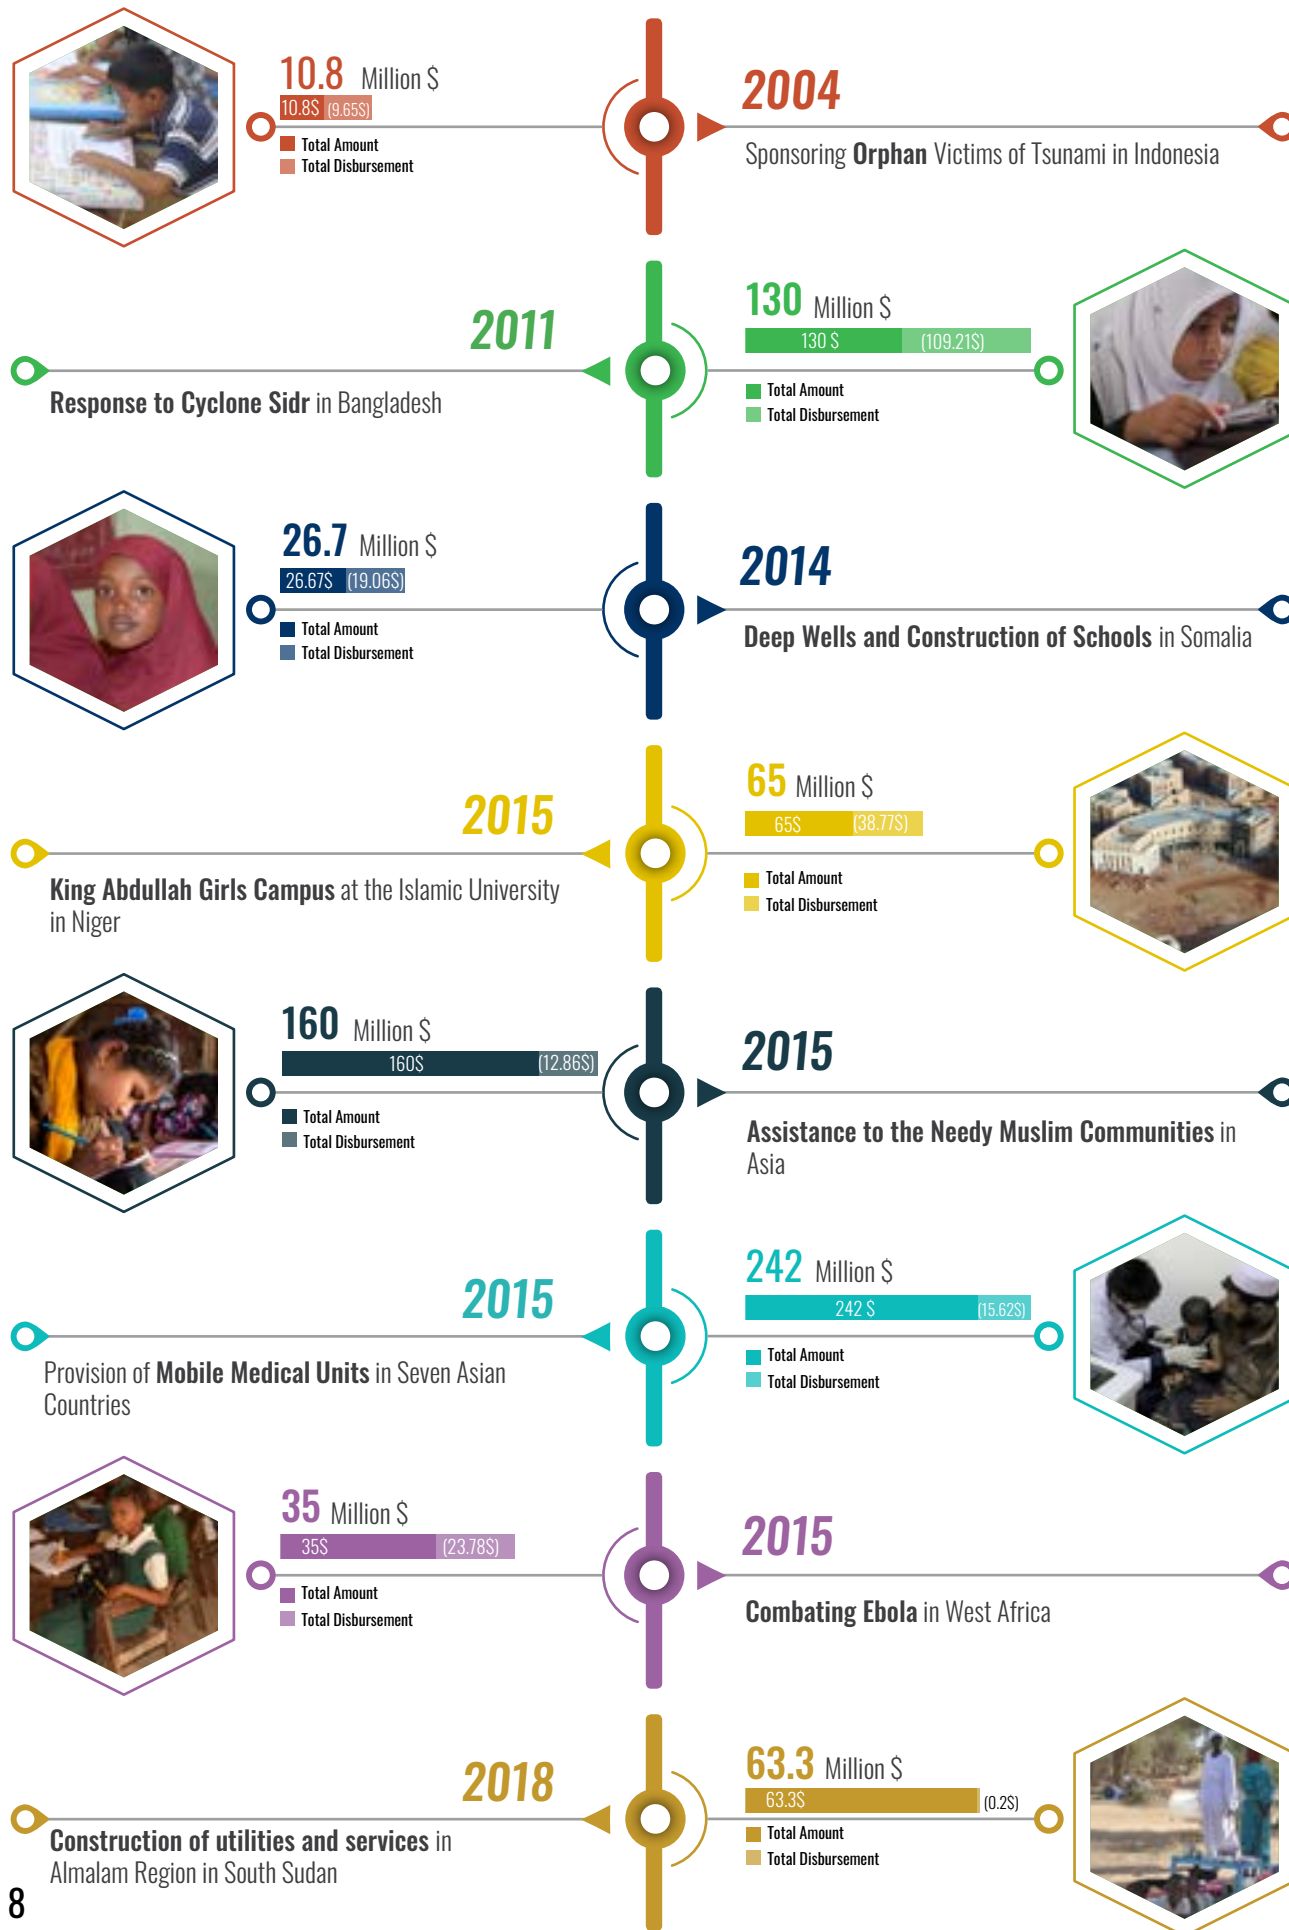 10.8 Million $
10.8$ (9.65$)
Total Amount
Total Disbursement
2004
Sponsoring Orphan Victims of Tsunami in Indonesia
2011
Response to Cyclone Sidr in Bangladesh
130 Million $
130 $ (109.21$)
Total Amount
Total Disbursement
26.7 Million $
26.67$ (19.06$)
Total Amount
Total Disbursement
2014
Deep Wells and Construction of Schools in Somalia
2015
King Abdullah Girls Campus at the Islamic University
in Niger
65 Million $
65$ (38.77$)
Total Amount
Total Disbursement
160 Million $
160$ (12.86$)
Total Amount
Total Disbursement
2015
Assistance to the Needy Muslim Communities in
Asia
2015
Provision of Mobile Medical Units in Seven Asian
Countries
242 Million $
242 $ (15.62$)
Total Amount
Total Disbursement
35 Million $
35$ (23.78$)
Total Amount
Total Disbursement
2015
Combating Ebola in West Africa
2018
Construction of utilities and services in
Almalam Region in South Sudan
63.3 Million $
63.3$ (0.2$)
Total Amount
Total Disbursement
8